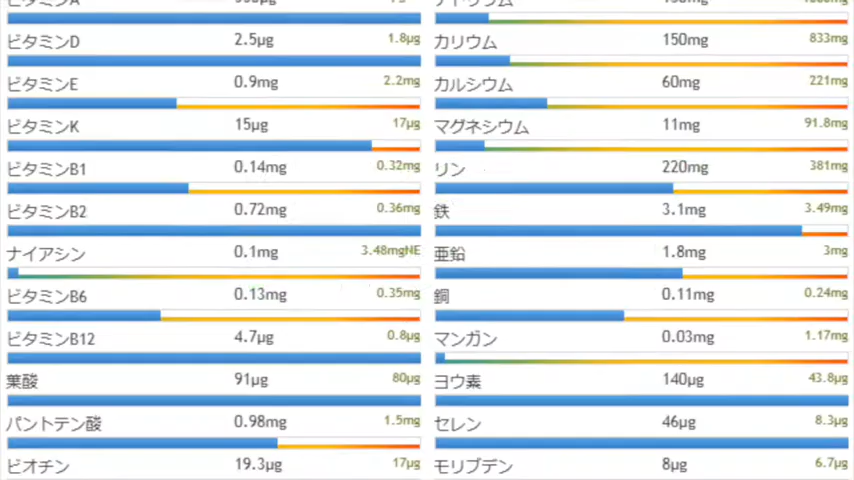 ビタミンD 2.5μg 1.8μg
ビタミンE 0.9mg 2.2mg
ビタミンK 15μg 17μg
ビタミンB1 0.14mg 0.32mg
ビタミンB2 0.72mg 0.36mg
ナイアシン 0.1mg 3.48mgNE
ビタミンB6 0.13mg 0.35mg
ビタミンB12 4.7μg 0.8μg
葉酸 91μg 80μg
パントテン酸 0.98mg 1.5mg
ビオチン 19.3μg 17μg
カリウム 150mg 833mg
カルシウム 60mg 221mg
マグネシウム 11mg 91.8mg
リン 220mg 381mg
鉄 3.1mg 3.49mg
亜鉛 1.8mg 3mg
銅 0.11mg 0.24mg
マンガン 0.03mg 1.17mg
ヨウ素 140μg 43.8μg
セレン 46μg 8.3μg
モリブデン 8μg 6.7μg